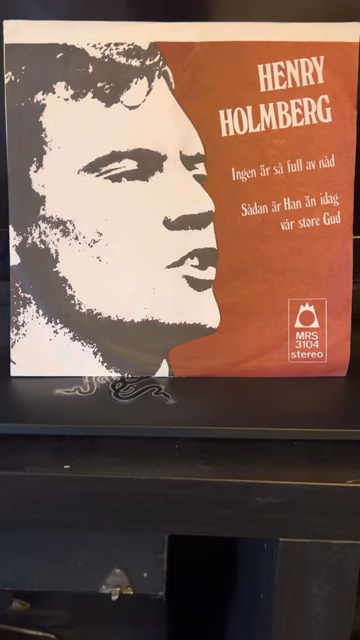 HENRY
HOLMBERG
Ingen är så full av nåd
Sådan är Han än idag
vår store Gud
MRS
3104
stereo